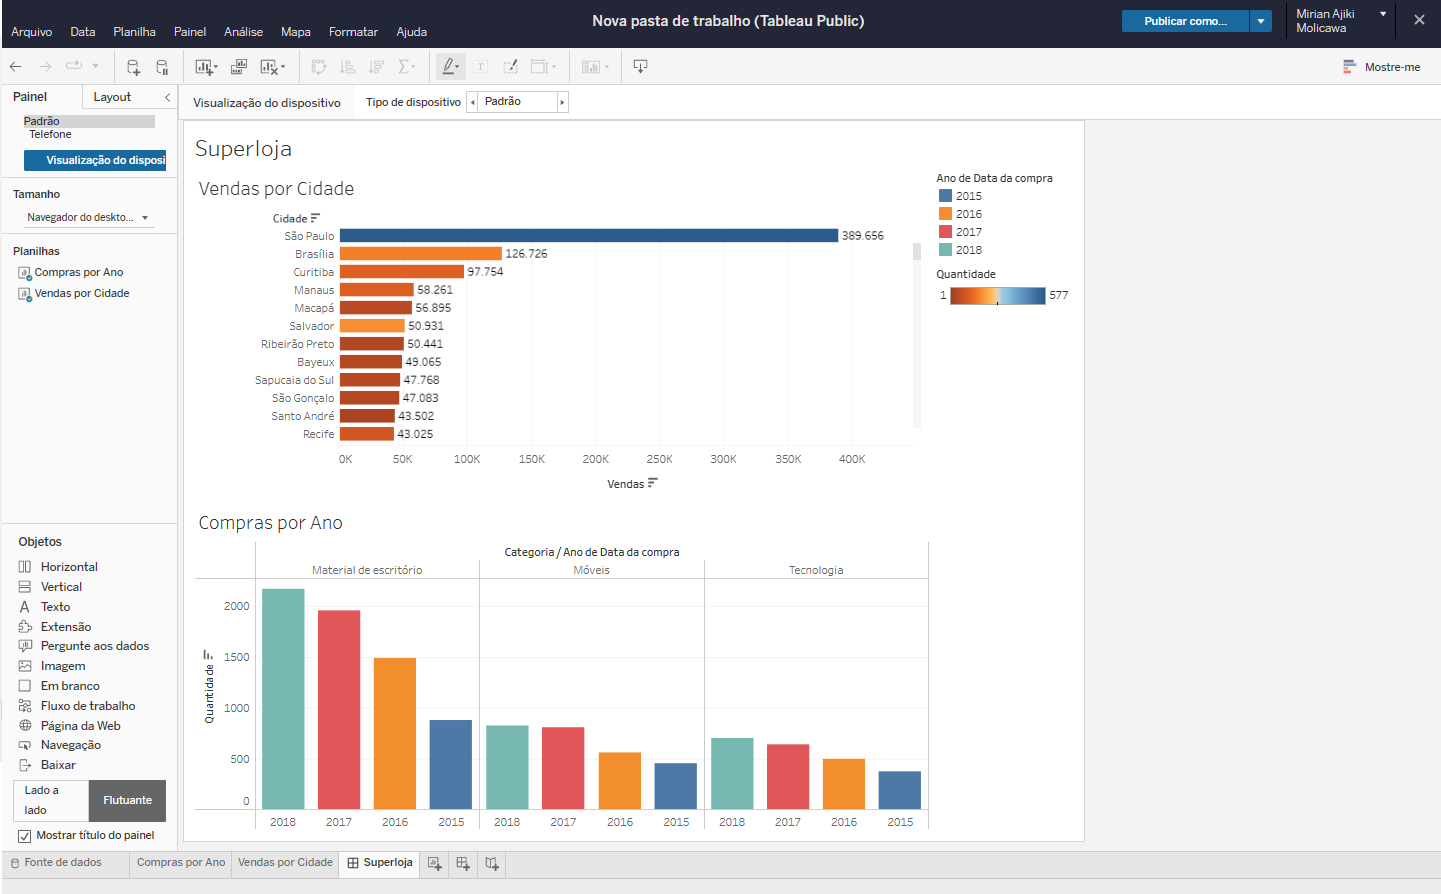 Nova pasta de trabalho (Tableau Public)
Publicar como...
Mirian Ajiki
Molicawa
Arquivo Data Planilha Painel Análise Mapa Formatar Ajuda
Mostre-me
Painel Layout
Padrão
Telefone
Visualização do disposi
Tamanho
Navegador do deskto...
Planilhas
Compras por Ano
Vendas por Cidade
Objetos
Horizontal
Vertical
Texto
Extensão
Pergunte aos dados
Imagem
Em branco
Fluxo de trabalho
Página da Web
Navegação
Baixar
Lado a
lado
Flutuante
Mostrar título do painel
Visualização do dispositivo Tipo de dispositivo Padrão
Superloja
Vendas por Cidade
Cidade
São Paulo 389.656
Brasília 126.726
Curitiba 97.754
Manaus 58.261
Macapá 56.895
Salvador 50.931
Ribeirão Preto 50.441
Bayeux 49.065
Sapucaia do Sul 47.768
São Gonçalo 47.083
Santo André 43.502
Recife 43.025
0K 50K 100K 150K 200K 250K 300K 350K 400K
Vendas
Ano de Data da compra
2015
2016
2017
2018
Quantidade
1 577
Compras por Ano
Categoria / Ano de Data da compra
Material de escritório Móveis Tecnologia
Quantidade
2000
1500
1000
500
0
2018 2017 2016 2015 2018 2017 2016 2015 2018 2017 2016 2015
Fonte de dados Compras por Ano Vendas por Cidade Superloja